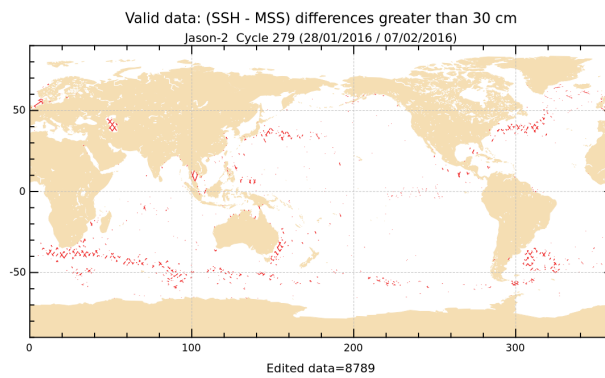 Valid data: (SSH - MSS) differences greater than 30 cm
Jason-2 Cycle 279 (28/01/2016 / 07/02/2016)
50
0
-50
0 100 200 300
Edited data=8789